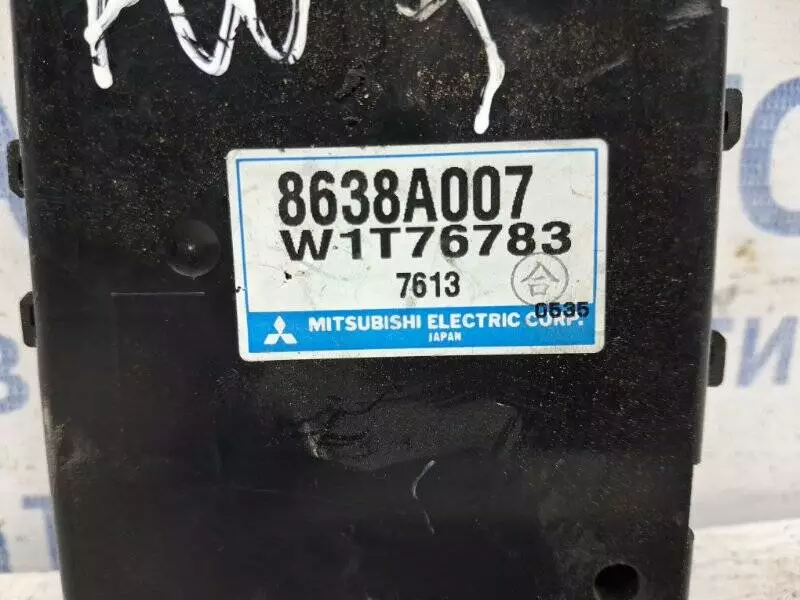 8638A007
W1T76783
7613
合
0535
MITSUBISHI ELECTRIC CORP.
JAPAN